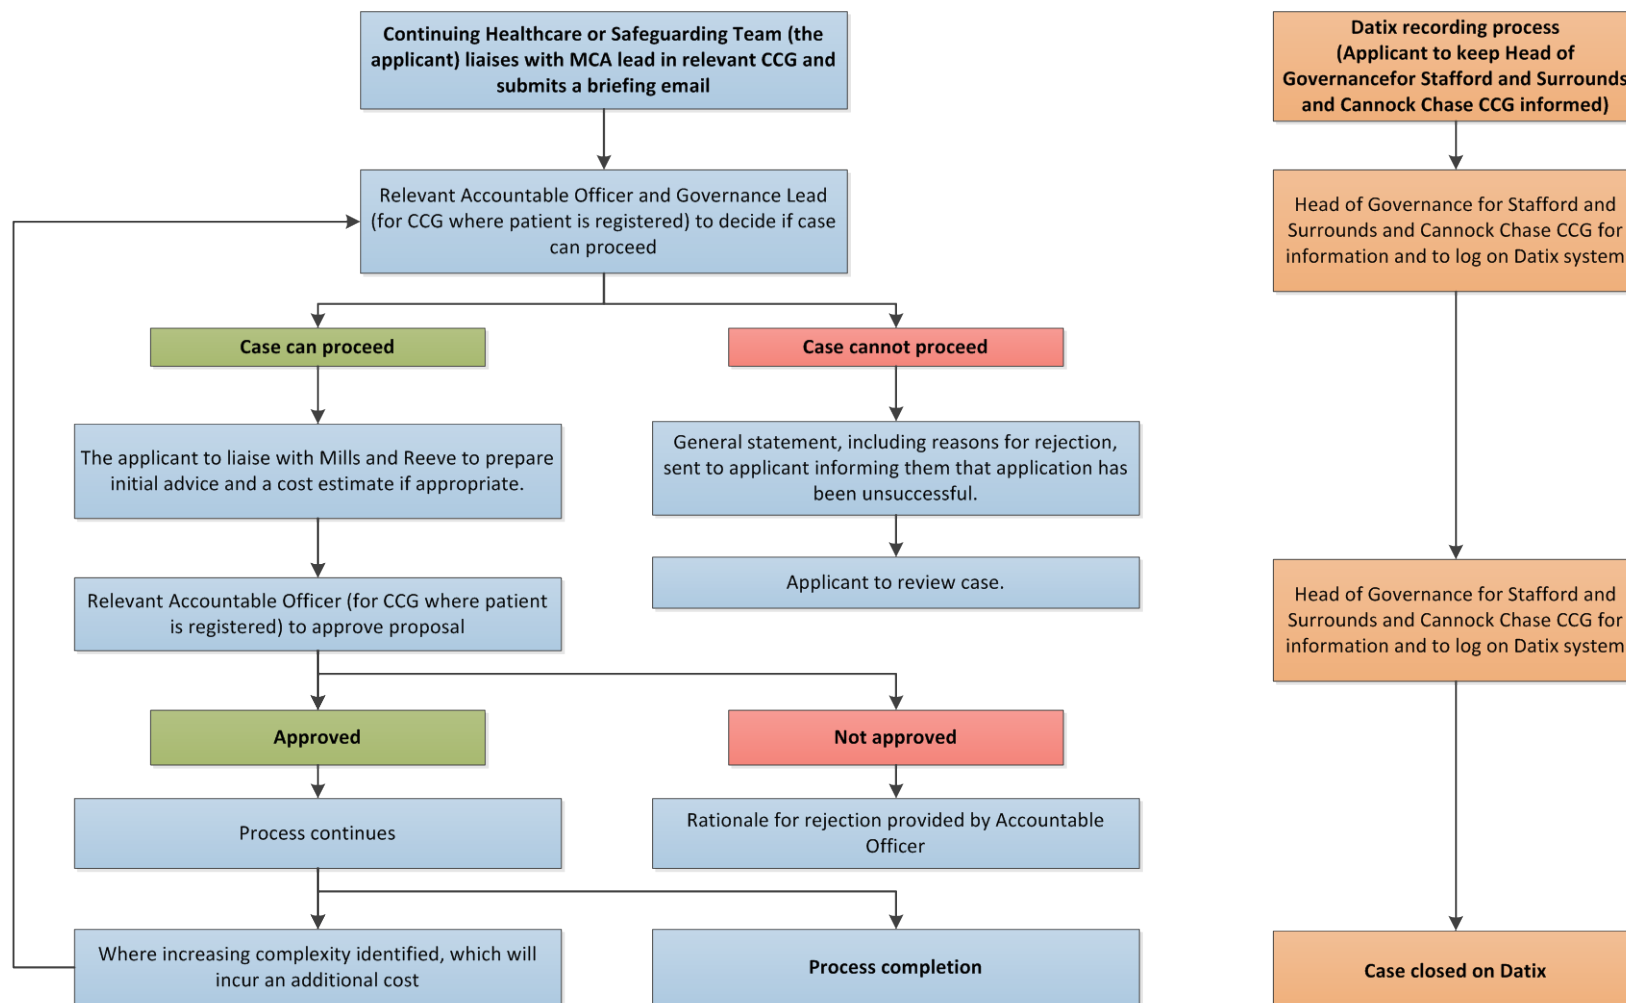 Continuing Healthcare or Safeguarding Team (the
applicant) liaises with MCA lead in relevant CCG and
submits a briefing email
Relevant Accountable Officer and Governance Lead
(for CCG where patient is registered) to decide if case
can proceed
Case can proceed
Case cannot proceed
The applicant to liaise with Mills and Reeve to prepare
initial advice and a cost estimate if appropriate.
General statement, including reasons for rejection,
sent to applicant informing them that application has
been unsuccessful.
Applicant to review case.
Relevant Accountable Officer (for CCG where patient
is registered) to approve proposal
Approved
Not approved
Process continues
Rationale for rejection provided by Accountable
Officer
Where increasing complexity identified, which will
incur an additional cost
Process completion
Datix recording process
(Applicant to keep Head of
Governancefor Stafford and Surrounds
and Cannock Chase CCG informed)
Head of Governance for Stafford and
Surrounds and Cannock Chase CCG for
information and to log on Datix system
Head of Governance for Stafford and
Surrounds and Cannock Chase CCG for
information and to log on Datix system
Case closed on Datix